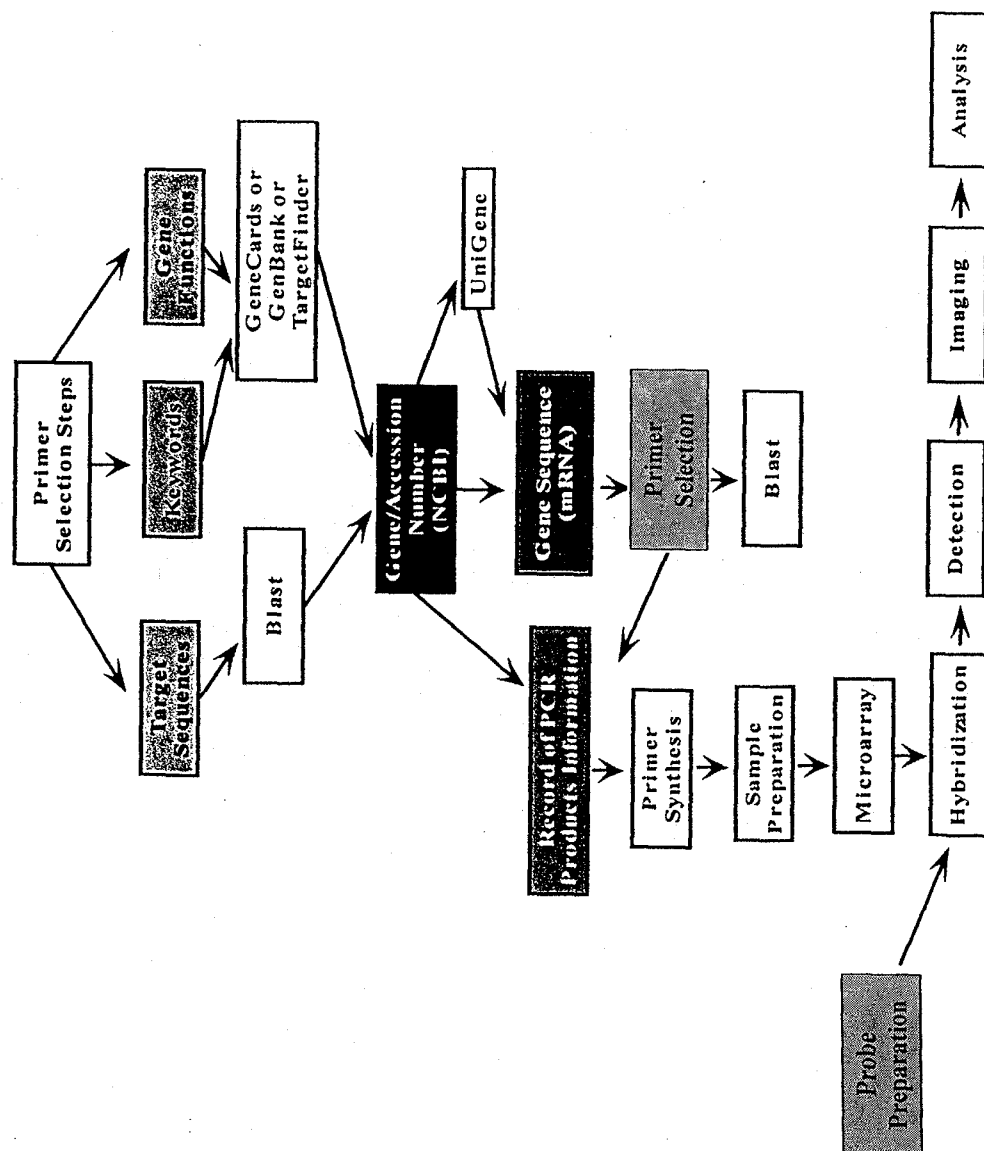 Primer
Selection Steps
Target
Sequences
Keywords
Gene
Functions
Blast
GeneCards or
GenBank or
TargetFinder
Gene/Accession
Number
(NCBI)
UniGene
Record of PCR
Products Information
Gene Sequence
(mRNA)
Primer
Synthesis
Primer
Selection
Sample
Preparation
Blast
Microarray
Probe
Preparation
Hybridization
Detection
Imaging
Analysis